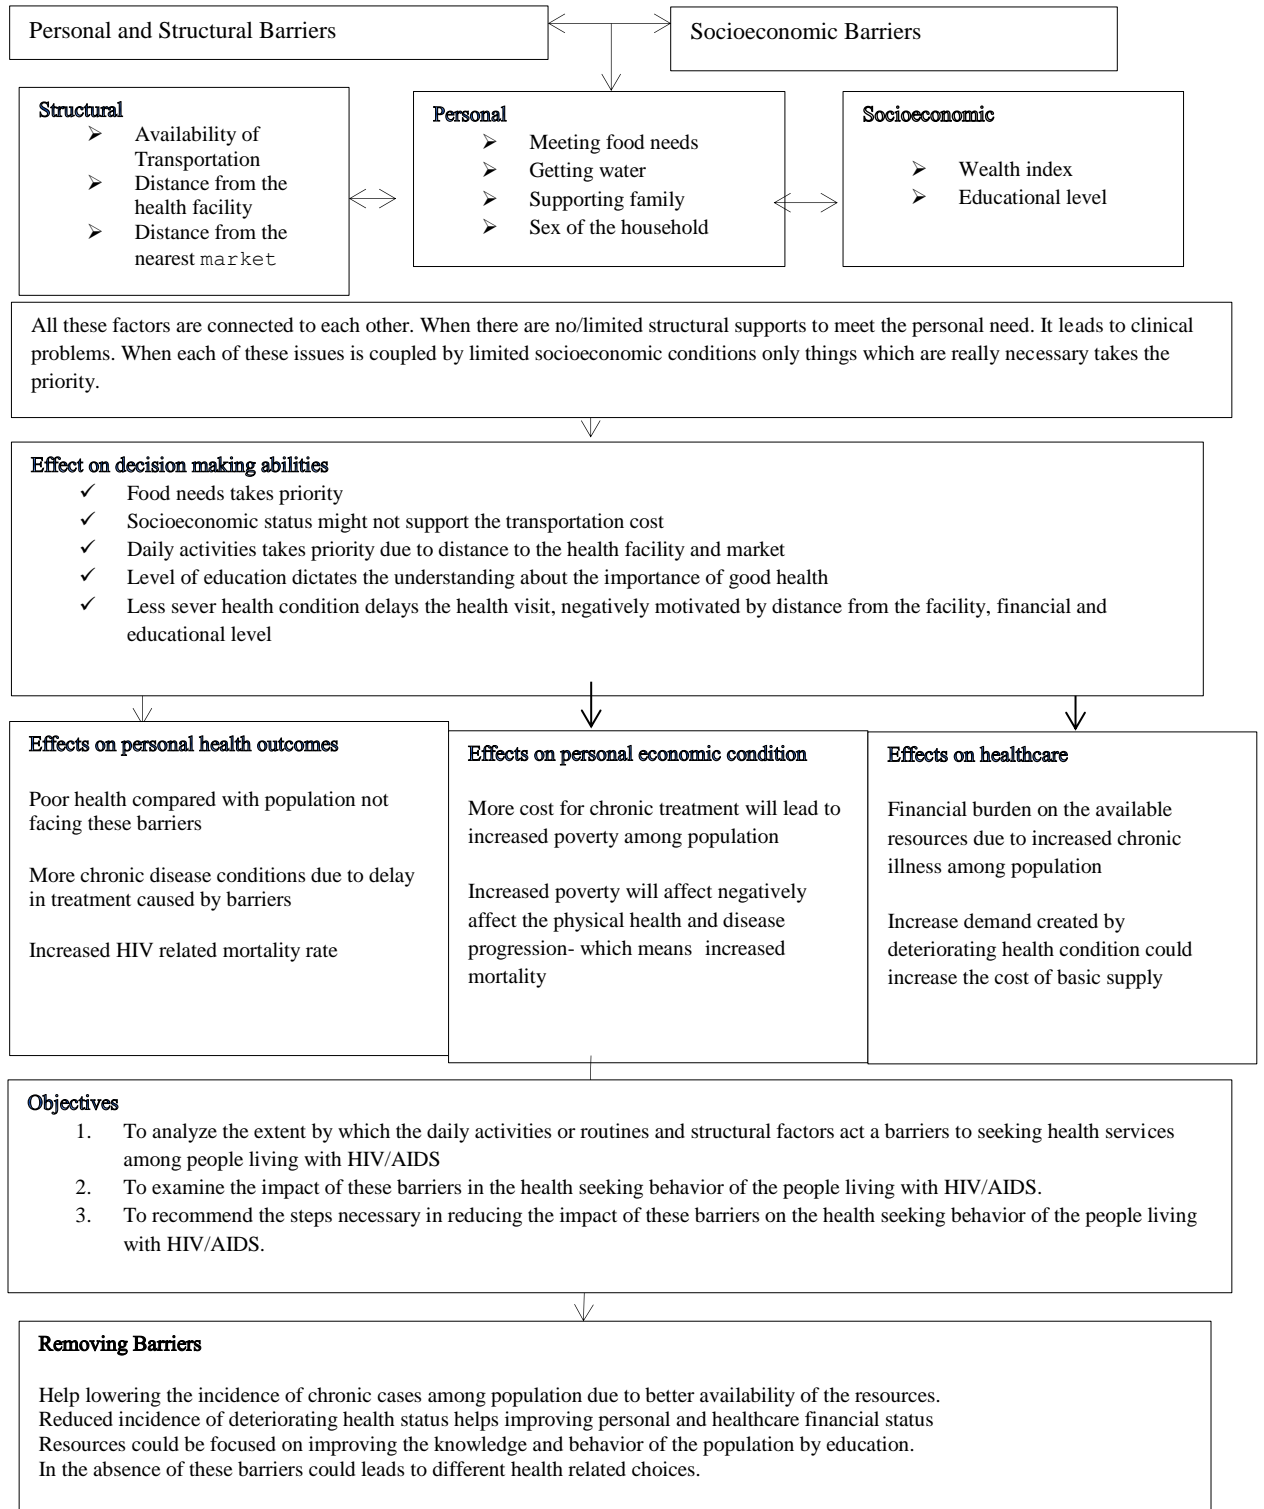 Personal and Structural Barriers
Socioeconomic Barriers
Structural
➢ Availability of
Transportation
➢ Distance from the
health facility
➢ Distance from the
nearest market
Personal
➢ Meeting food needs
➢ Getting water
➢ Supporting family
➢ Sex of the household
Socioeconomic
➢ Wealth index
➢ Educational level
All these factors are connected to each other. When there are no/limited structural supports to meet the personal need. It leads to clinical
problems. When each of these issues is coupled by limited socioeconomic conditions only things which are really necessary takes the
priority.
Effect on decision making abilities
✓ Food needs takes priority
✓ Socioeconomic status might not support the transportation cost
✓ Daily activities takes priority due to distance to the health facility and market
✓ Level of education dictates the understanding about the importance of good health
✓ Less sever health condition delays the health visit, negatively motivated by distance from the facility, financial and
educational level
Effects on personal health outcomes
Poor health compared with population not
facing these barriers
More chronic disease conditions due to delay
in treatment caused by barriers
Increased HIV related mortality rate
Effects on personal economic condition
More cost for chronic treatment will lead to
increased poverty among population
Increased poverty will affect negatively
affect the physical health and disease
progression- which means increased
mortality
Effects on healthcare
Financial burden on the available
resources due to increased chronic
illness among population
Increase demand created by
deteriorating health condition could
increase the cost of basic supply
Objectives
1. To analyze the extent by which the daily activities or routines and structural factors act a barriers to seeking health services
among people living with HIV/AIDS
2. To examine the impact of these barriers in the health seeking behavior of the people living with HIV/AIDS.
3. To recommend the steps necessary in reducing the impact of these barriers on the health seeking behavior of the people living
with HIV/AIDS.
Removing Barriers
Help lowering the incidence of chronic cases among population due to better availability of the resources.
Reduced incidence of deteriorating health status helps improving personal and healthcare financial status
Resources could be focused on improving the knowledge and behavior of the population by education.
In the absence of these barriers could leads to different health related choices.